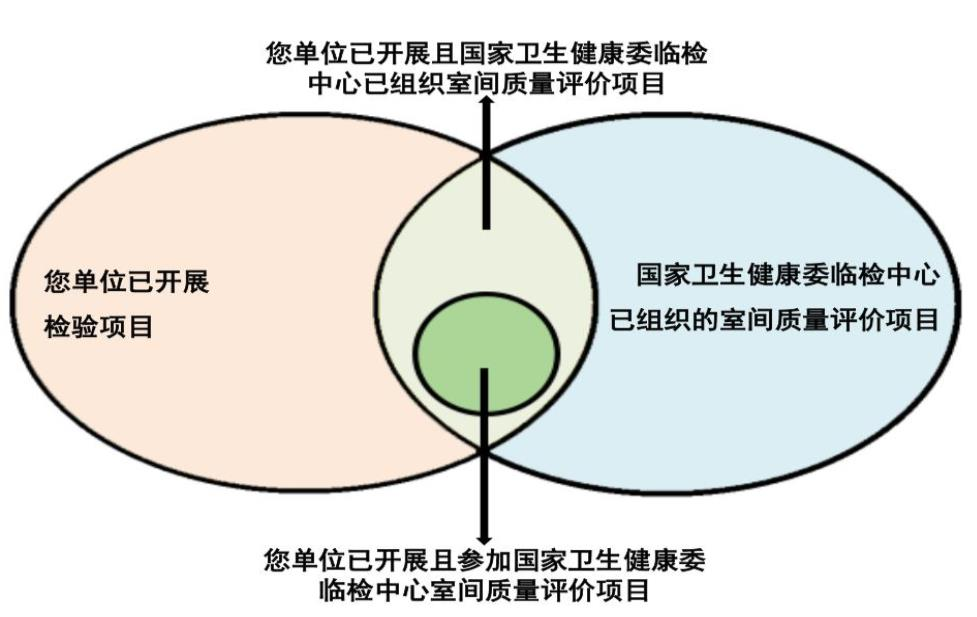 您单位已开展且国家卫生健康委临检
中心已组织室间质量评价项目
您单位已开展
检验项目
国家卫生健康委临检中心
已组织的室间质量评价项目
您单位已开展且参加国家卫生健康委
临检中心室间质量评价项目